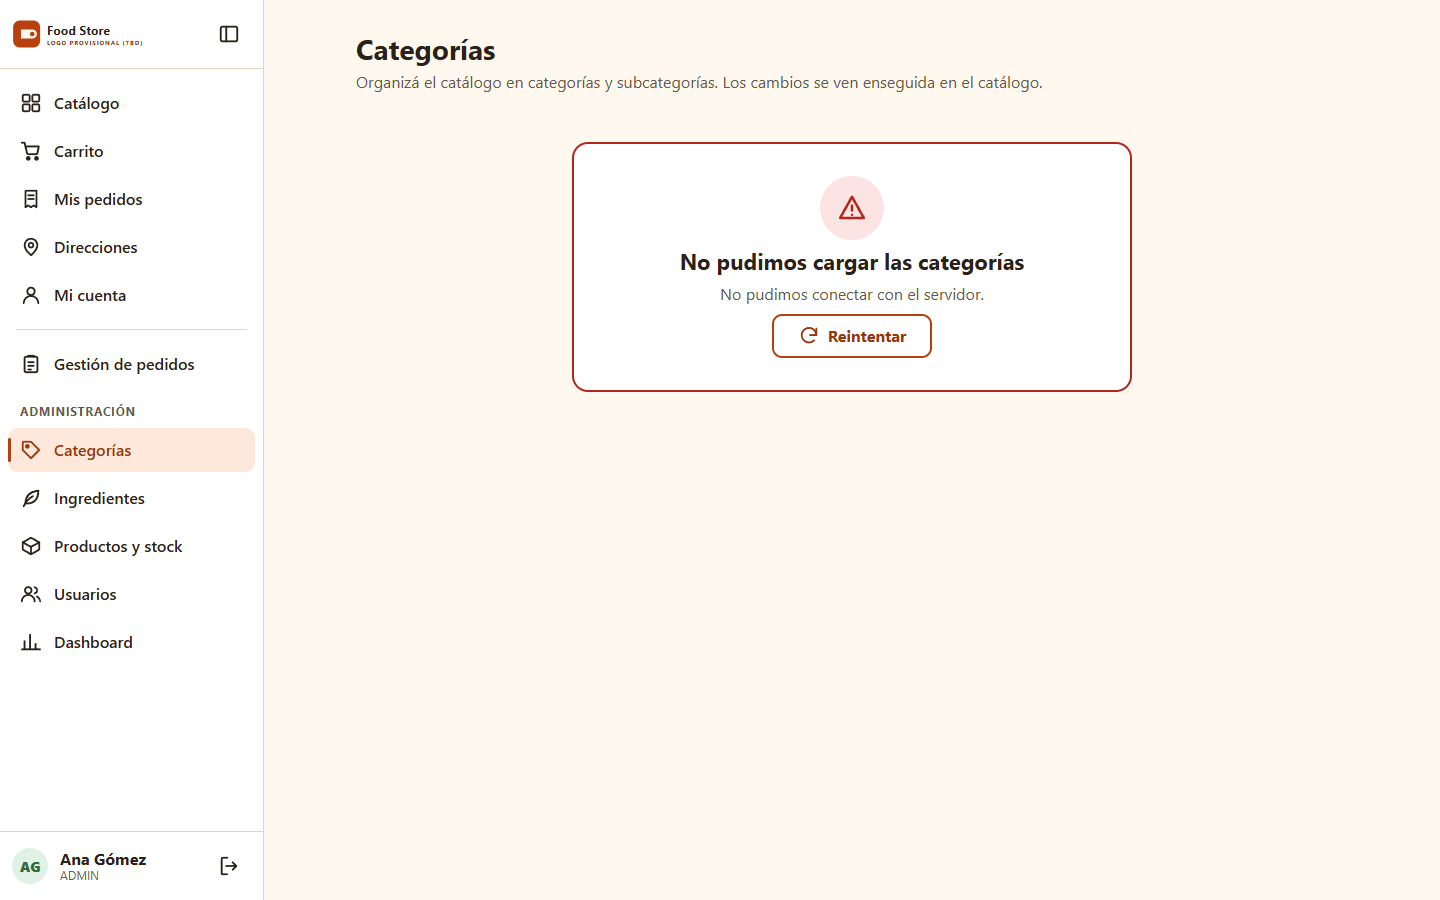 Food Store
LOGO PROVISIONAL (TBD)
Catálogo
Carrito
Mis pedidos
Direcciones
Mi cuenta
Gestión de pedidos
ADMINISTRACIÓN
Categorías
Ingredientes
Productos y stock
Usuarios
Dashboard
AG
Ana Gómez
ADMIN
Categorías
Organizá el catálogo en categorías y subcategorías. Los cambios se ven enseguida en el catálogo.
No pudimos cargar las categorías
No pudimos conectar con el servidor.
Reintentar